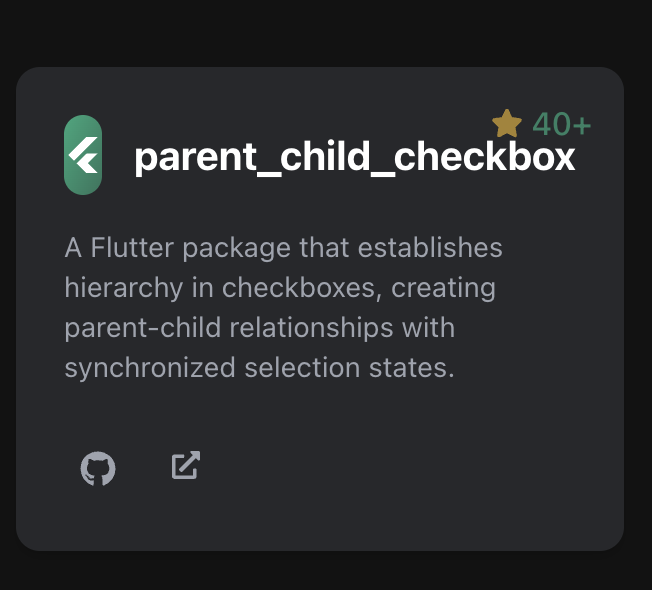 40+
parent_child_checkbox
A Flutter package that establishes
hierarchy in checkboxes, creating
parent-child relationships with
synchronized selection states.